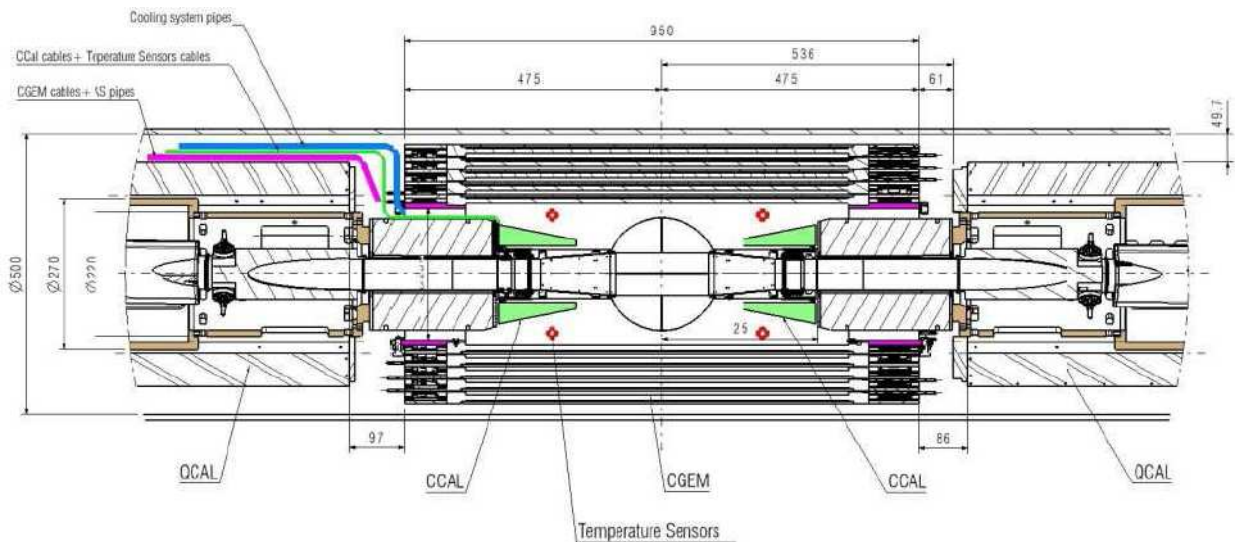 Cooling system pipes
CCal cables + Trperature Sensors cables
CGEM cables + \S pipes
950
536
475
475
61
49.7
Ø500
Ø270
Ø220
25
97
86
QCAL
CCAL
CGEM
CCAL
QCAL
Temperature Sensors